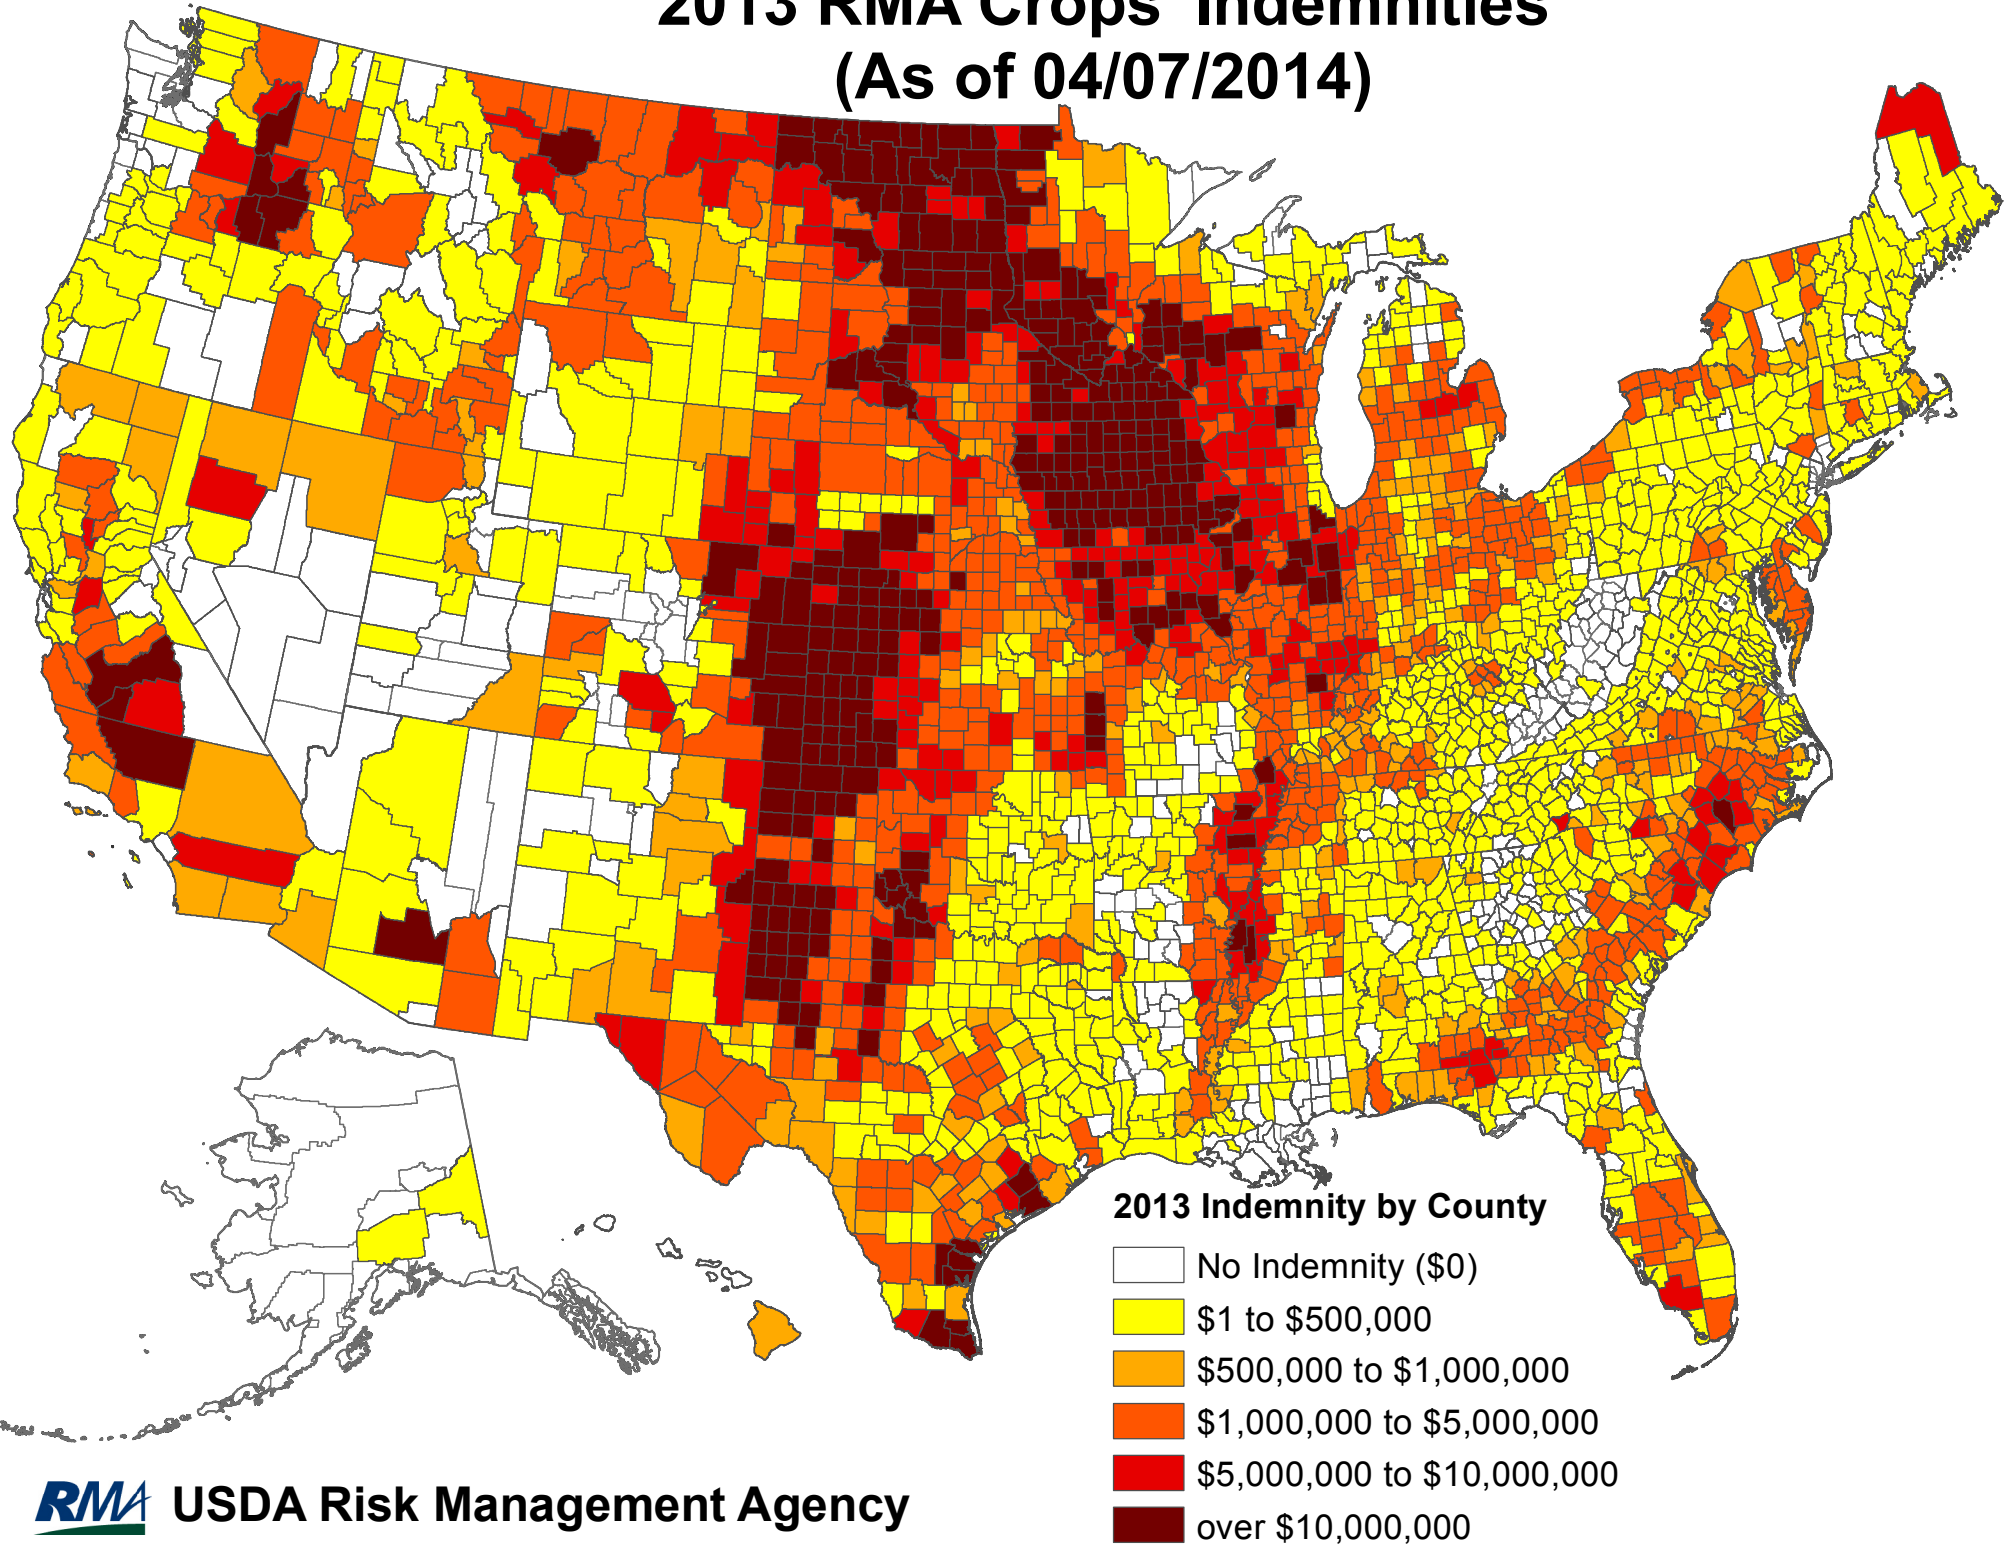 2013 RMA Crops' Indemnities
(As of 04/07/2014)
2013 Indemnity by County
No Indemnity ($0)
$1 to $500,000
$500,000 to $1,000,000
$1,000,000 to $5,000,000
$5,000,000 to $10,000,000
over $10,000,000
RMA USDA Risk Management Agency